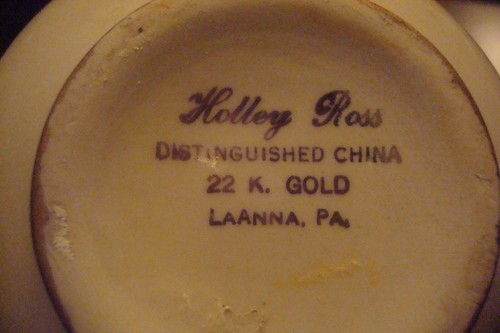 Holley Ross
DISTINGUISHED CHINA
22 K. GOLD
LAANNA, PA.